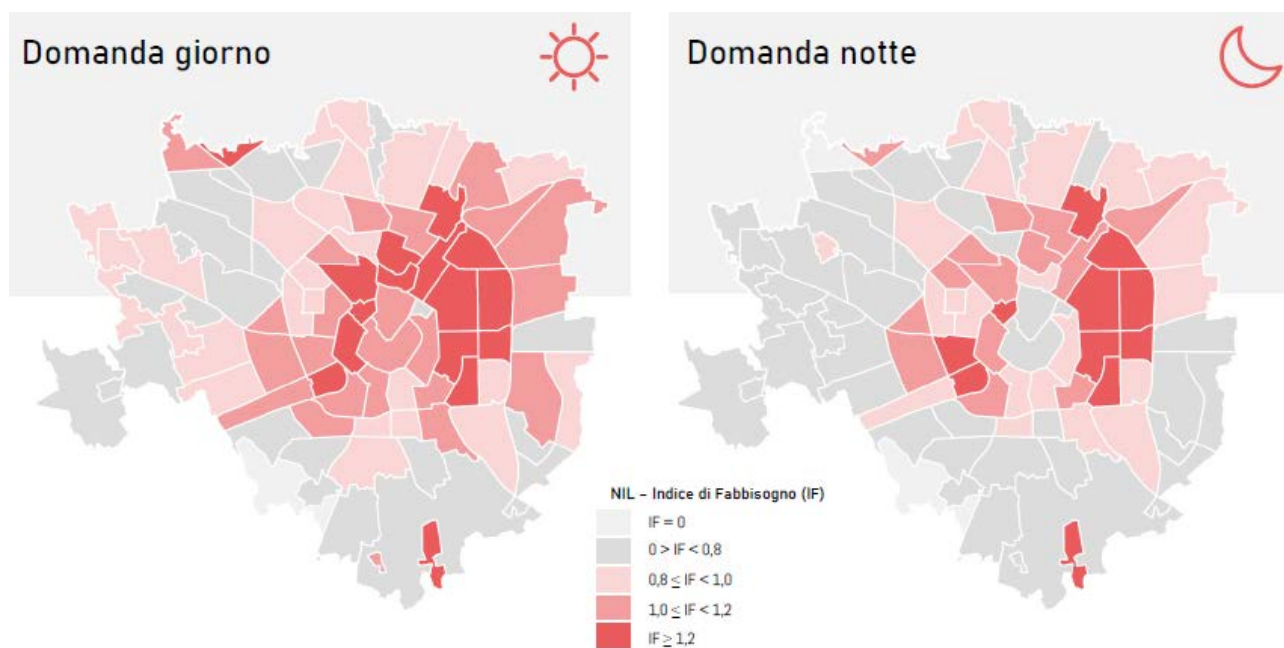 Domanda giorno
Domanda notte
NIL - Indice di Fabbisogno (IF)
IF = 0
0 > IF < 0,8
0,8 ≤ IF < 1,0
1,0 ≤ IF < 1,2
IF ≥ 1,2